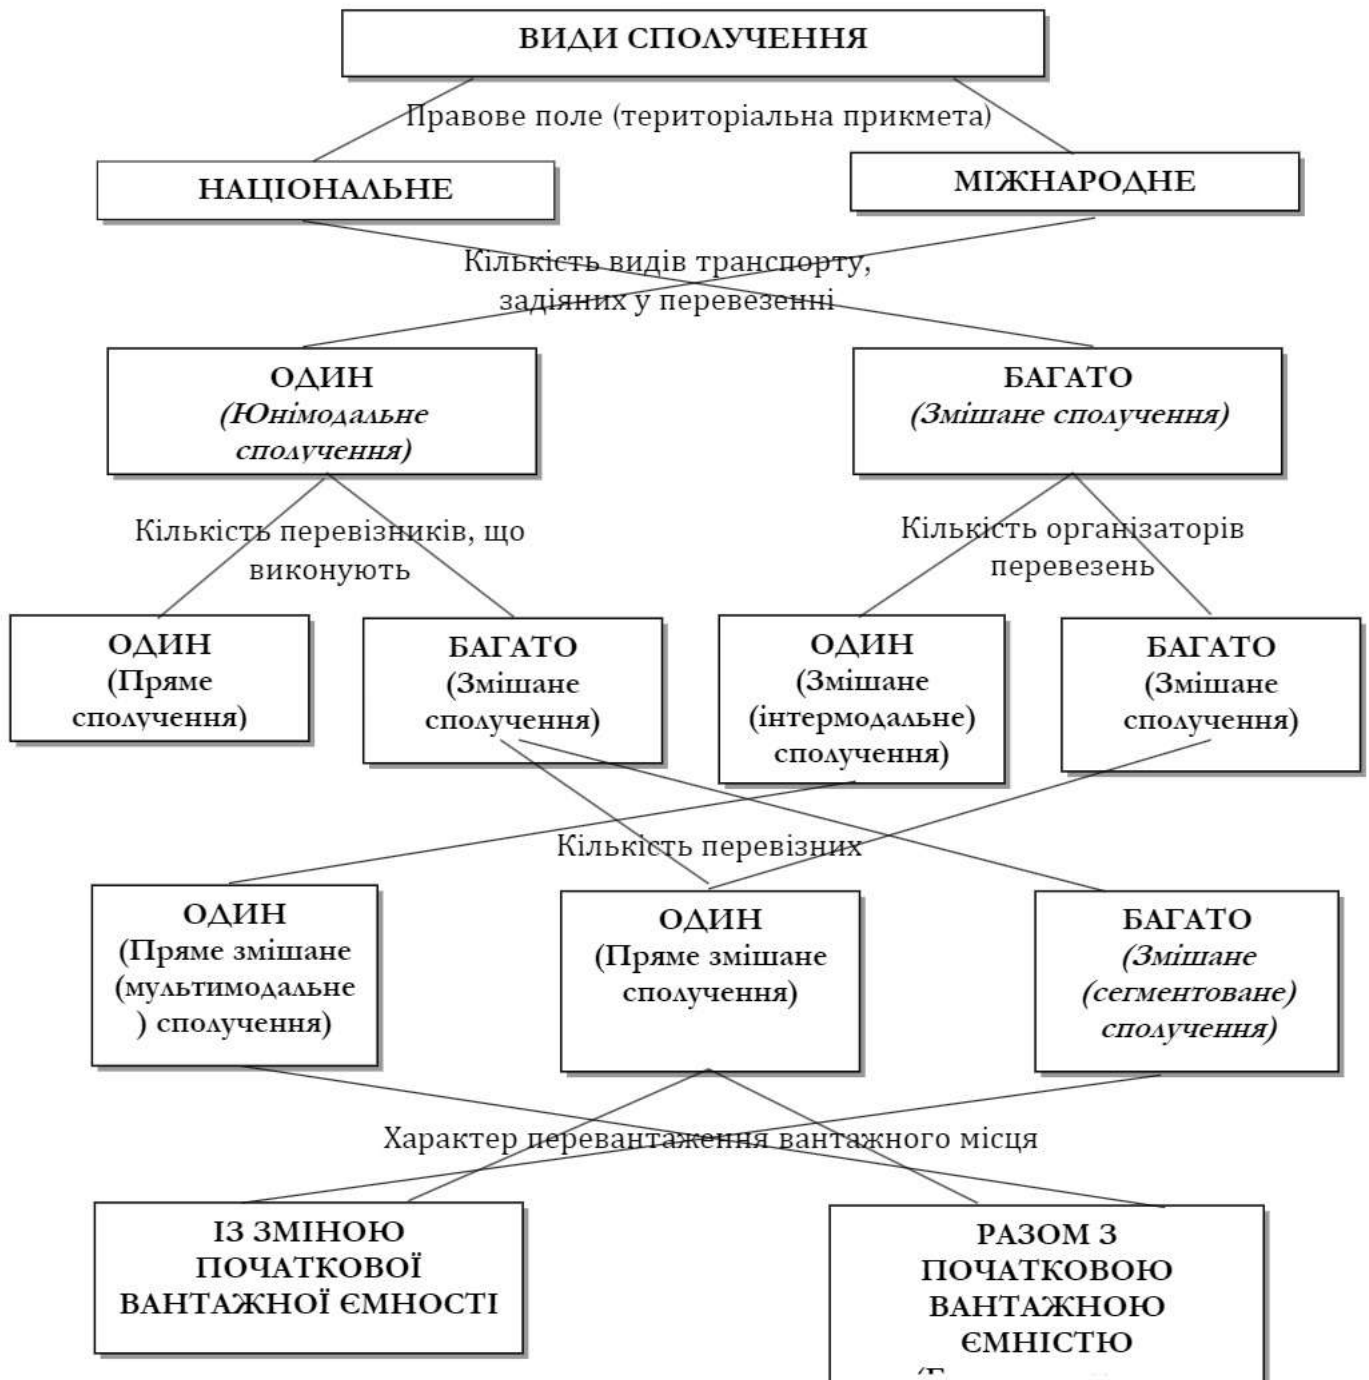 ВИДИ СПОЛУЧЕННЯ
Правове поле (територіальна прикмета)
НАЦІОНАЛЬНЕ
МІЖНАРОДНЕ
Кількість видів транспорту,
задіяних у перевезенні
ОДИН
(Юнімодальне
сполучення)
БАГАТО
(Змішане сполучення)
Кількість перевізників, що
виконують
Кількість організаторів
перевезень
ОДИН
(Пряме
сполучення)
БАГАТО
(Змішане
сполучення)
ОДИН
(Змішане
(інтермодальне)
сполучення)
БАГАТО
(Змішане
сполучення)
Кількість перевізних
ОДИН
(Пряме змішане
(мультимодальне
) сполучення)
ОДИН
(Пряме змішане
сполучення)
БАГАТО
(Змішане
(сегментоване)
сполучення)
Характер перевантаження вантажного місця
ІЗ ЗМІНОЮ
ПОЧАТКОВОЇ
ВАНТАЖНОЇ ЄМНОСТІ
РАЗОМ З
ПОЧАТКОВОЮ
ВАНТАЖНОЮ
ЄМНІСТЮ